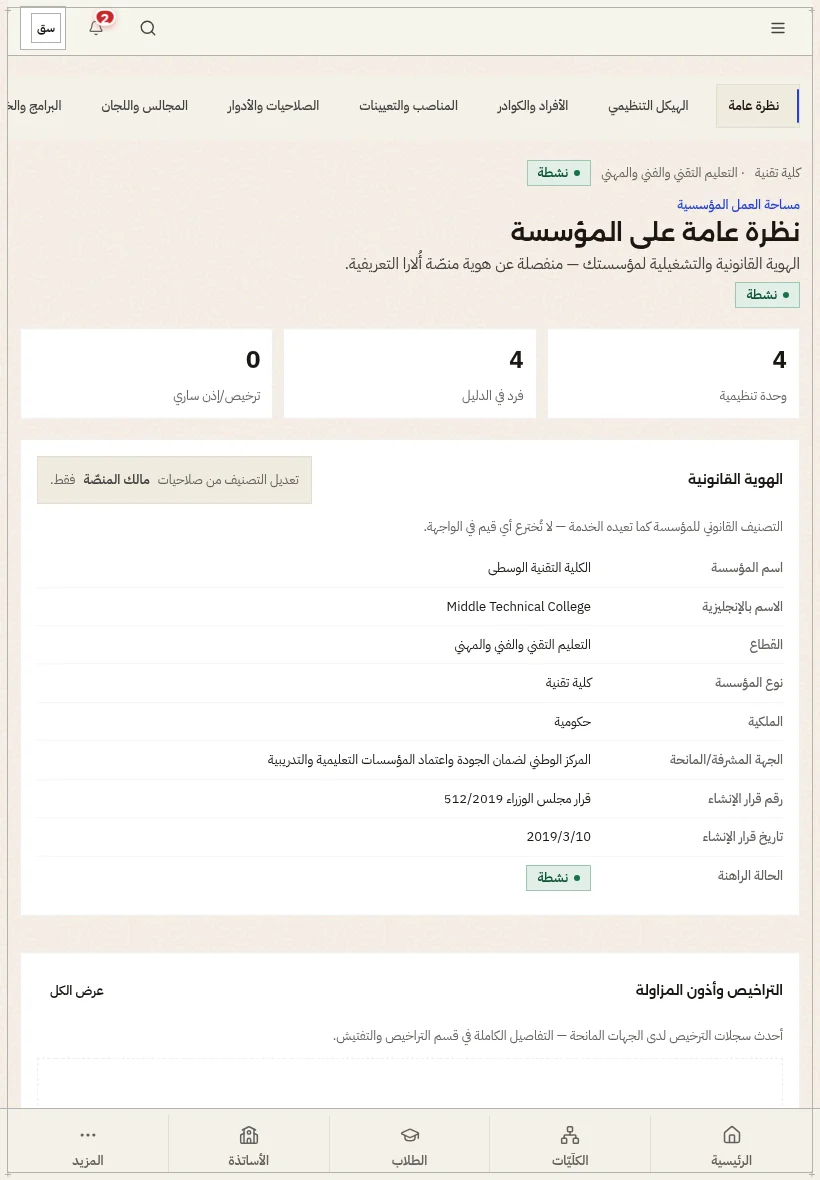 سق
2
نظرة عامة
الهيكل التنظيمي
الأفراد والكوادر
المناصب والتعيينات
الصلاحيات والأدوار
المجالس واللجان
البرامج والخ
كلية تقنية · التعليم التقني والفني والمهني
نشطة
مساحة العمل المؤسسية
نظرة عامة على المؤسسة
الهوية القانونية والتشغيلية لمؤسستك — منفصلة عن هوية منصّة أُلارا التعريفية.
نشطة
4
وحدة تنظيمية
4
فرد في الدليل
0
ترخيص/إذن ساري
الهوية القانونية
تعديل التصنيف من صلاحيات مالك المنصّة فقط.
التصنيف القانوني للمؤسسة كما تعيده الخدمة — لا تُخترع أي قيم في الواجهة.
اسم المؤسسة
الكلية التقنية الوسطى
الاسم بالإنجليزية
Middle Technical College
القطاع
التعليم التقني والفني والمهني
نوع المؤسسة
كلية تقنية
الملكية
حكومية
الجهة المشرفة/المانحة
المركز الوطني لضمان الجودة واعتماد المؤسسات التعليمية والتدريبية
رقم قرار الإنشاء
قرار مجلس الوزراء 512/2019
تاريخ قرار الإنشاء
2019/3/10
الحالة الراهنة
نشطة
التراخيص وأذون المزاولة
عرض الكل
أحدث سجلات الترخيص لدى الجهات المانحة — التفاصيل الكاملة في قسم التراخيص والتفتيش.
الرئيسية
الكلّيّات
الطلاب
الأساتذة
المزيد